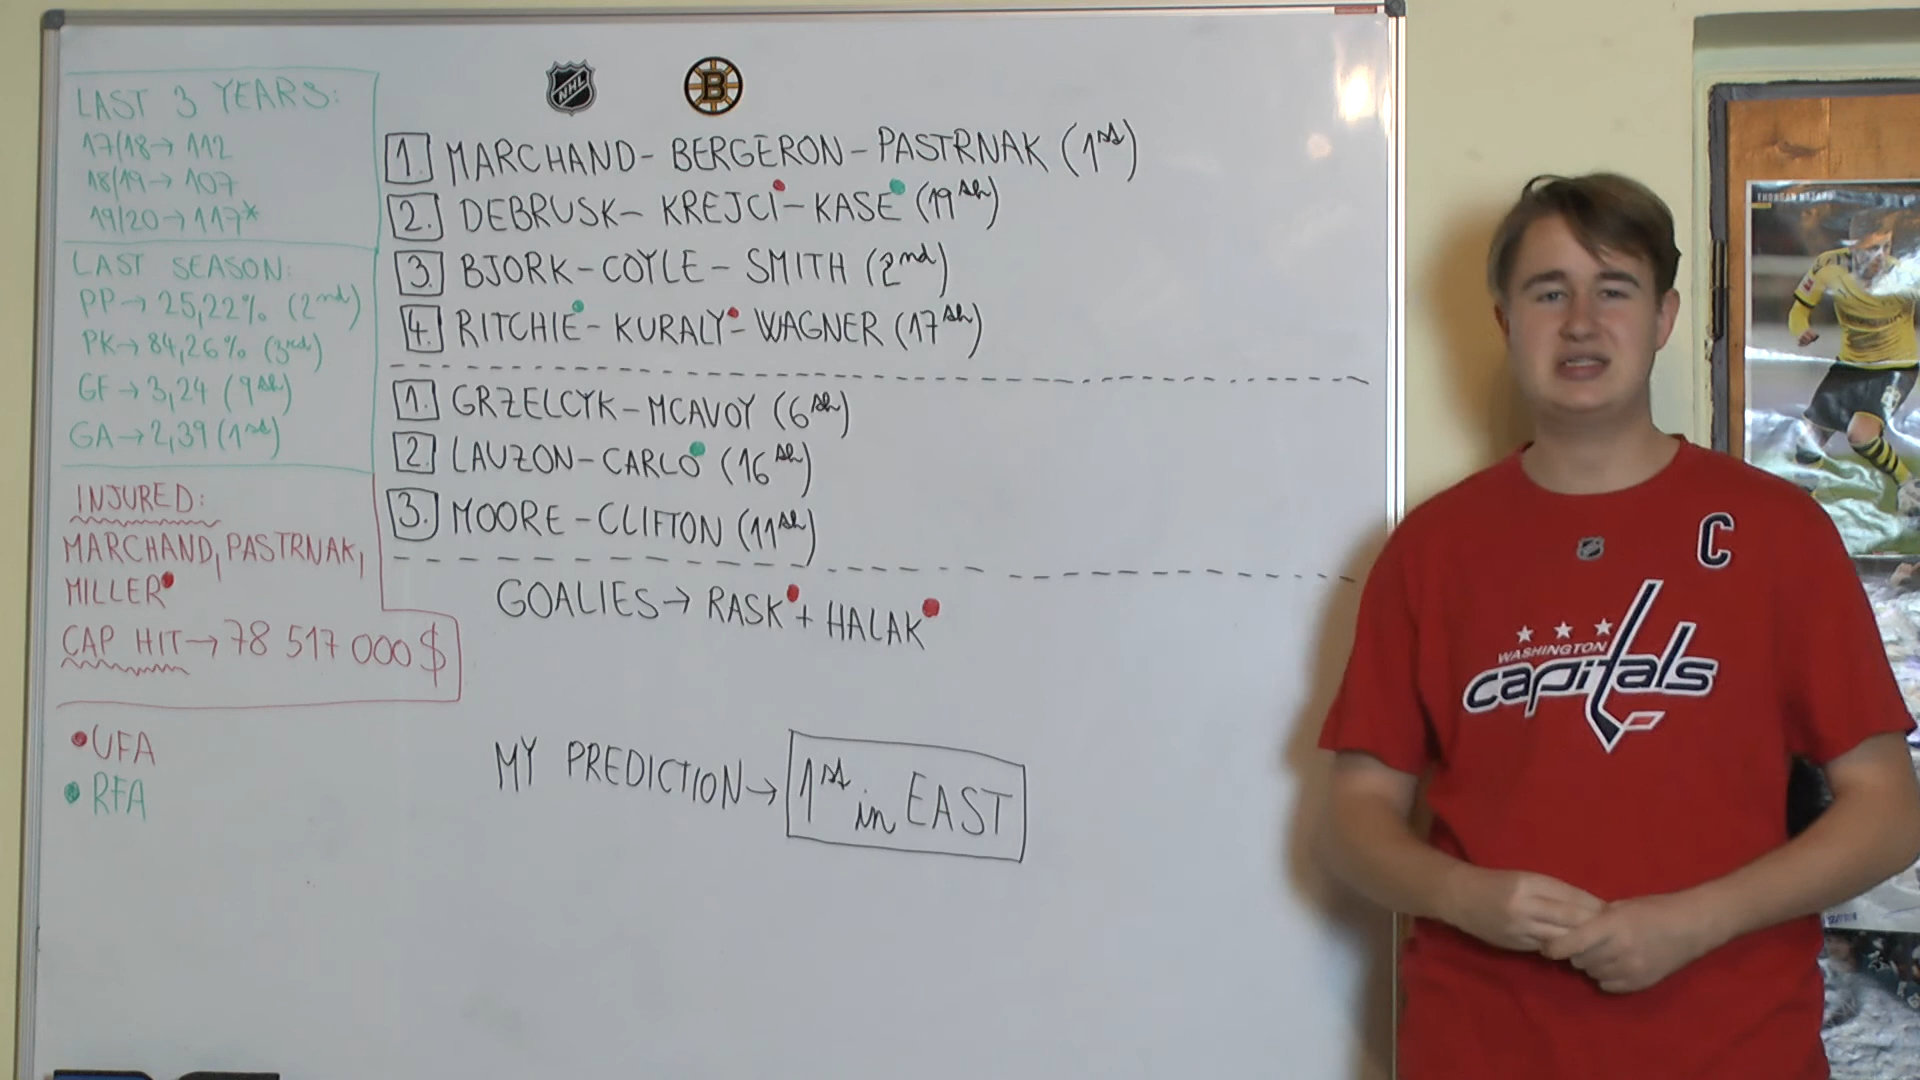 LAST 3 YEARS:
17/18→ 112
18/19→ 107
19/20→ 117*
LAST SEASON:
PP→ 25,22% (2nd)
PK→ 84,26% (3rd)
GF→ 3,24 (9th)
GA→ 2,39 (1st)
INJURED:
MARCHAND, PASTRNAK,
MILLER
CAP HIT→ 78 517 000 $
UFA
RFA
NHL
B
1. MARCHAND- BERGERON- PASTRNAK (1st)
2. DEBRUSK- KREJCI- KASE (19th)
3. BJORK- COYLE- SMITH (2nd)
4. RITCHIE- KURALY- WAGNER (17th)
1. GRZELCYK- MCAVOY (6th)
2. LAUZON- CARLO (16th)
3. MOORE- CLIFTON (11th)
GOALIES→ RASK + HALAK
MY PREDICTION→ 1st in EAST
C
WASHINGTON
capitals